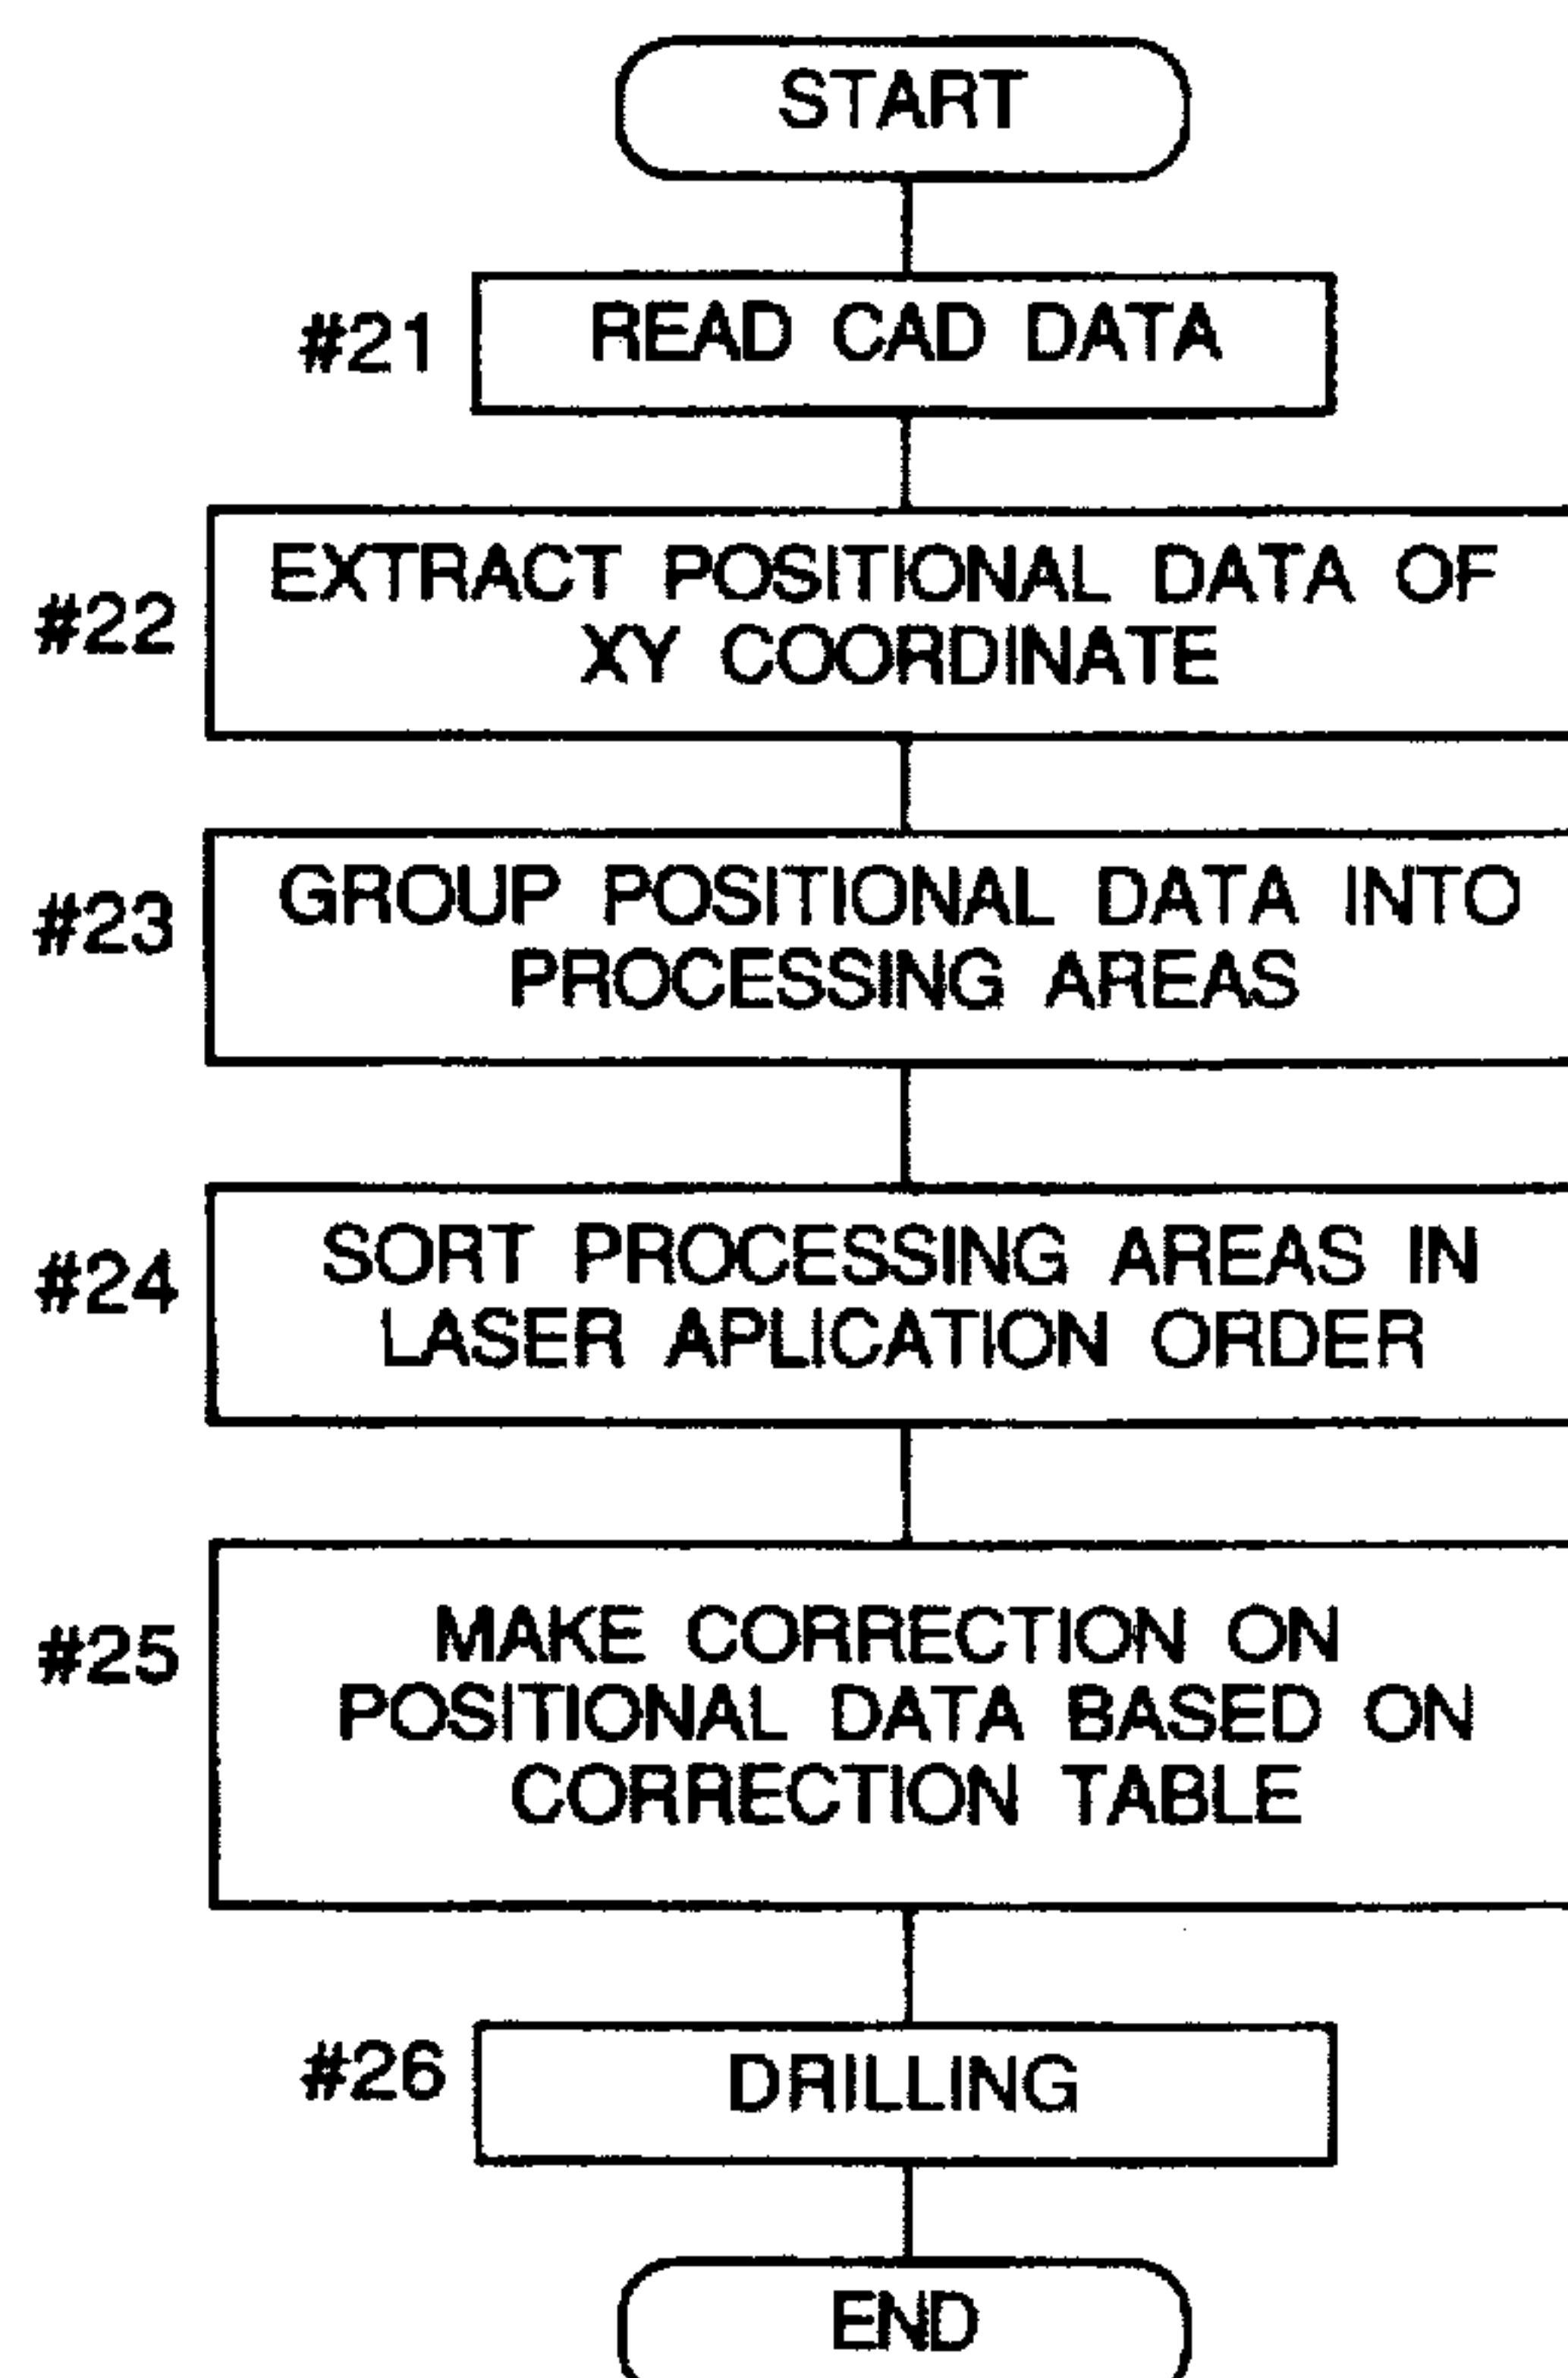 START
#21
READ CAD DATA
#22
EXTRACT POSITIONAL DATA OF
XY COORDINATE
#23
GROUP POSITIONAL DATA INTO
PROCESSING AREAS
#24
SORT PROCESSING AREAS IN
LASER APLICATION ORDER
#25
MAKE CORRECTION ON
POSITIONAL DATA BASED ON
CORRECTION TABLE
#26
DRILLING
END